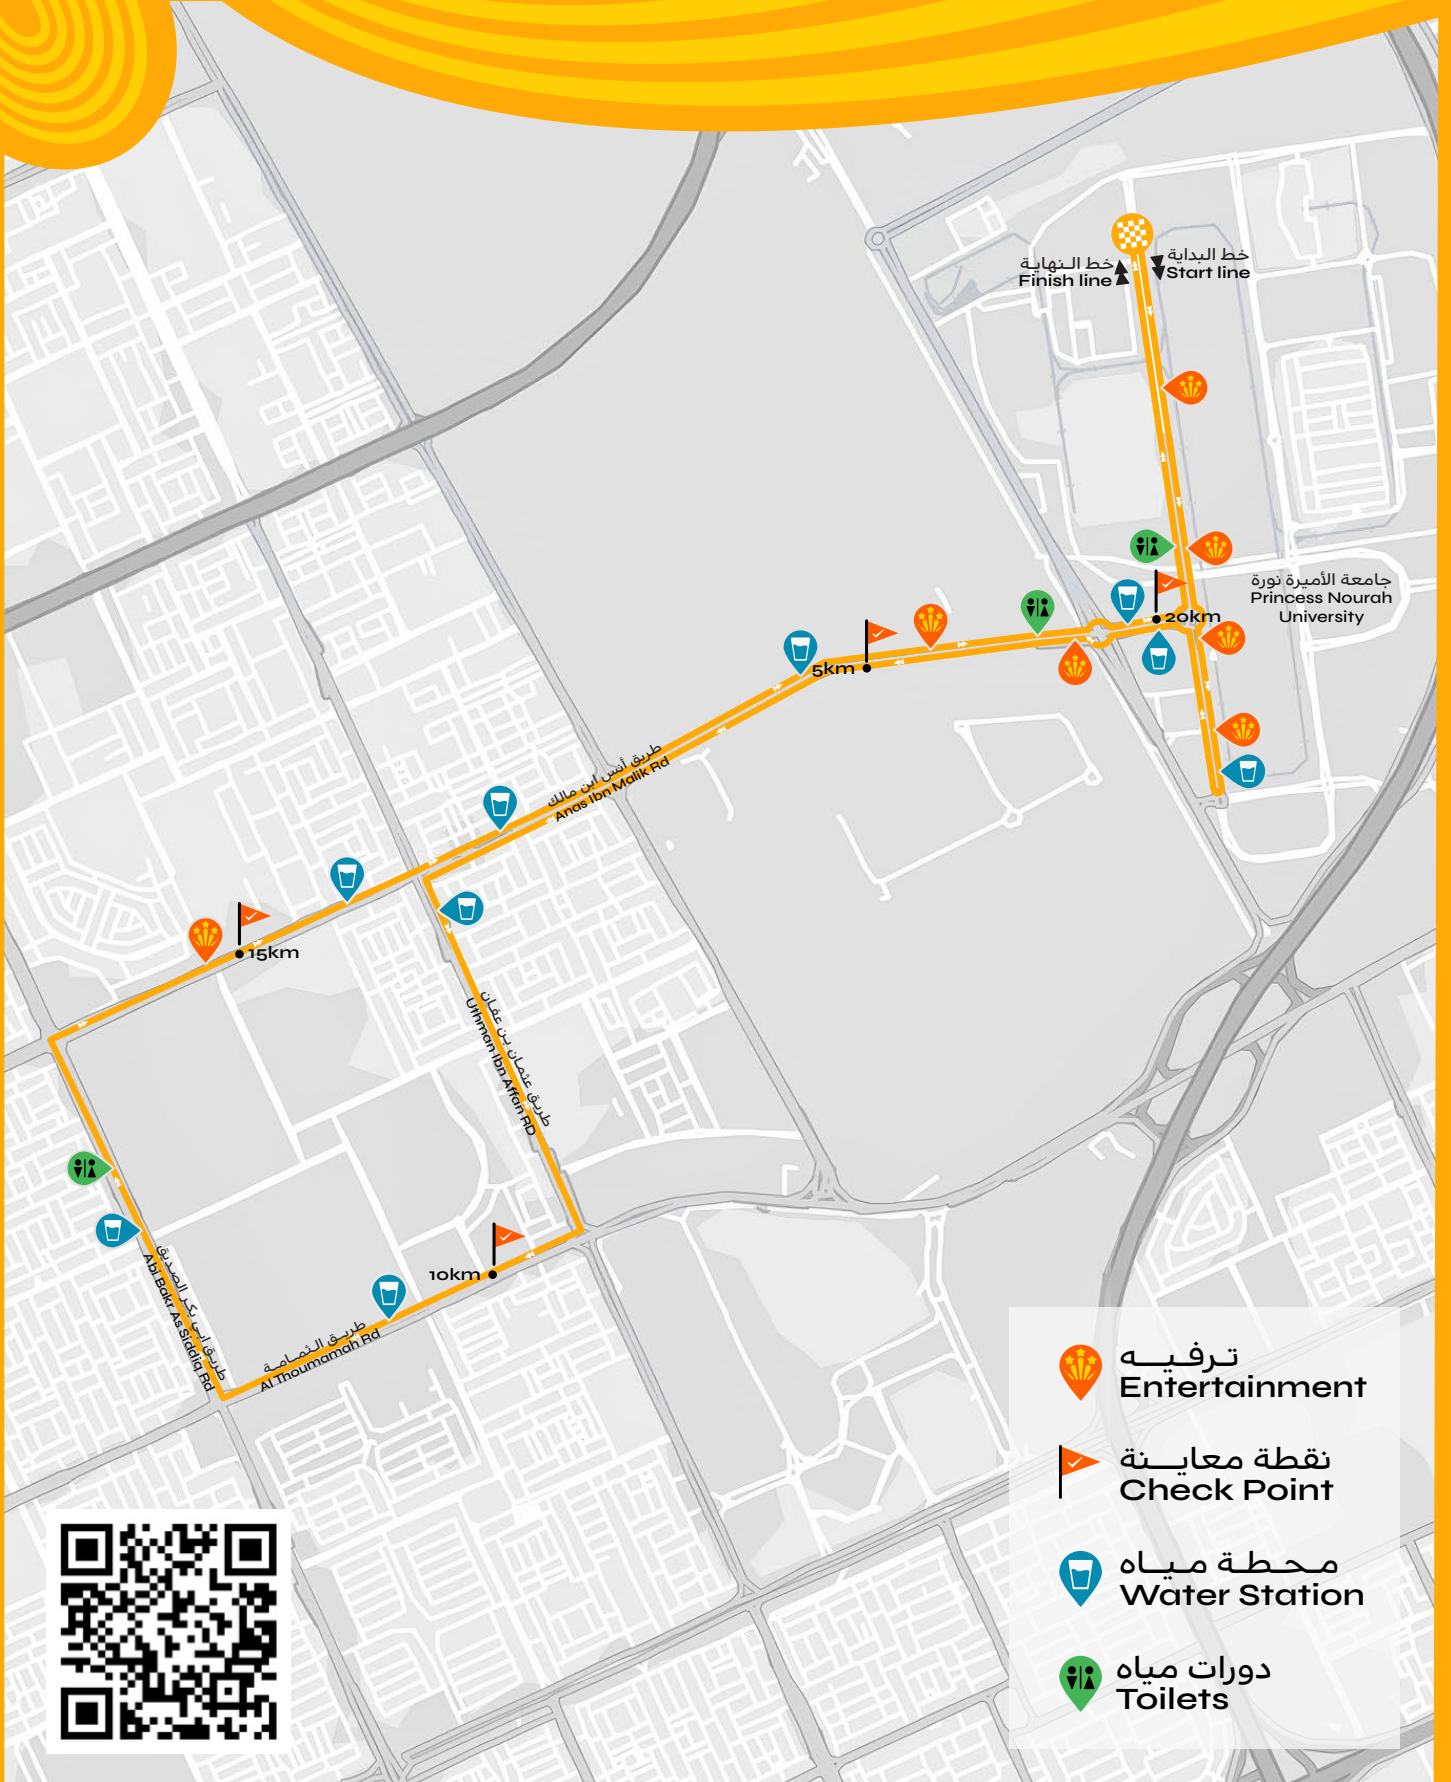 خط النهاية
Finish line
خط البداية
Start line
جامعة الأميرة نورة
Princess Nourah
University
20km
5km
طريق أنس ابن مالك
Anas Ibn Malik Rd
15km
طريق عثمان بن عفان
Uthman Ibn Affan RD
10km
طريق ابي بكر الصديق
Abi Bakr As Siddiq Rd
طريق الثمامة
Al Thoumamah Rd
ترفيه
Entertainment
نقطة معاينة
Check Point
محطة مياه
Water Station
دورات مياه
Toilets